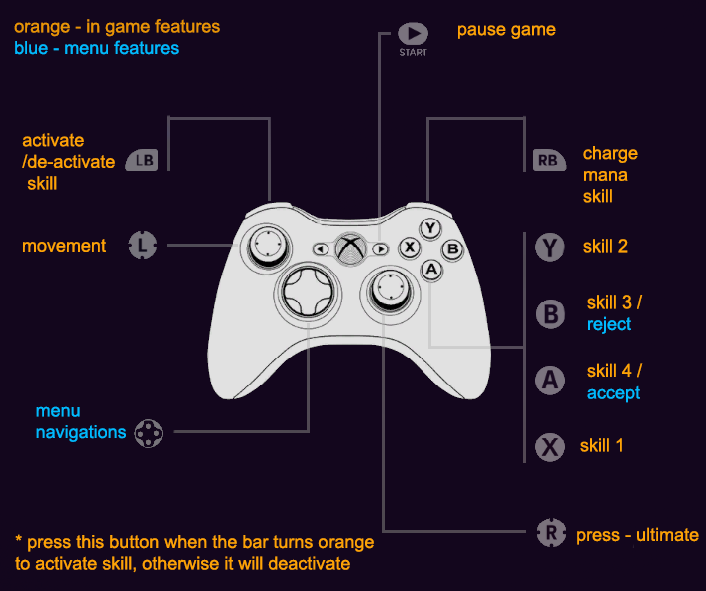 orange - in game features
blue - menu features
START
pause game
activate
/de-activate
skill
LB
RB
charge
mana
skill
movement
L
Y
X
B
A
Y
skill 2
B
skill 3 /
reject
A
skill 4 /
accept
menu
navigations
X
skill 1
R
press - ultimate
* press this button when the bar turns orange
to activate skill, otherwise it will deactivate